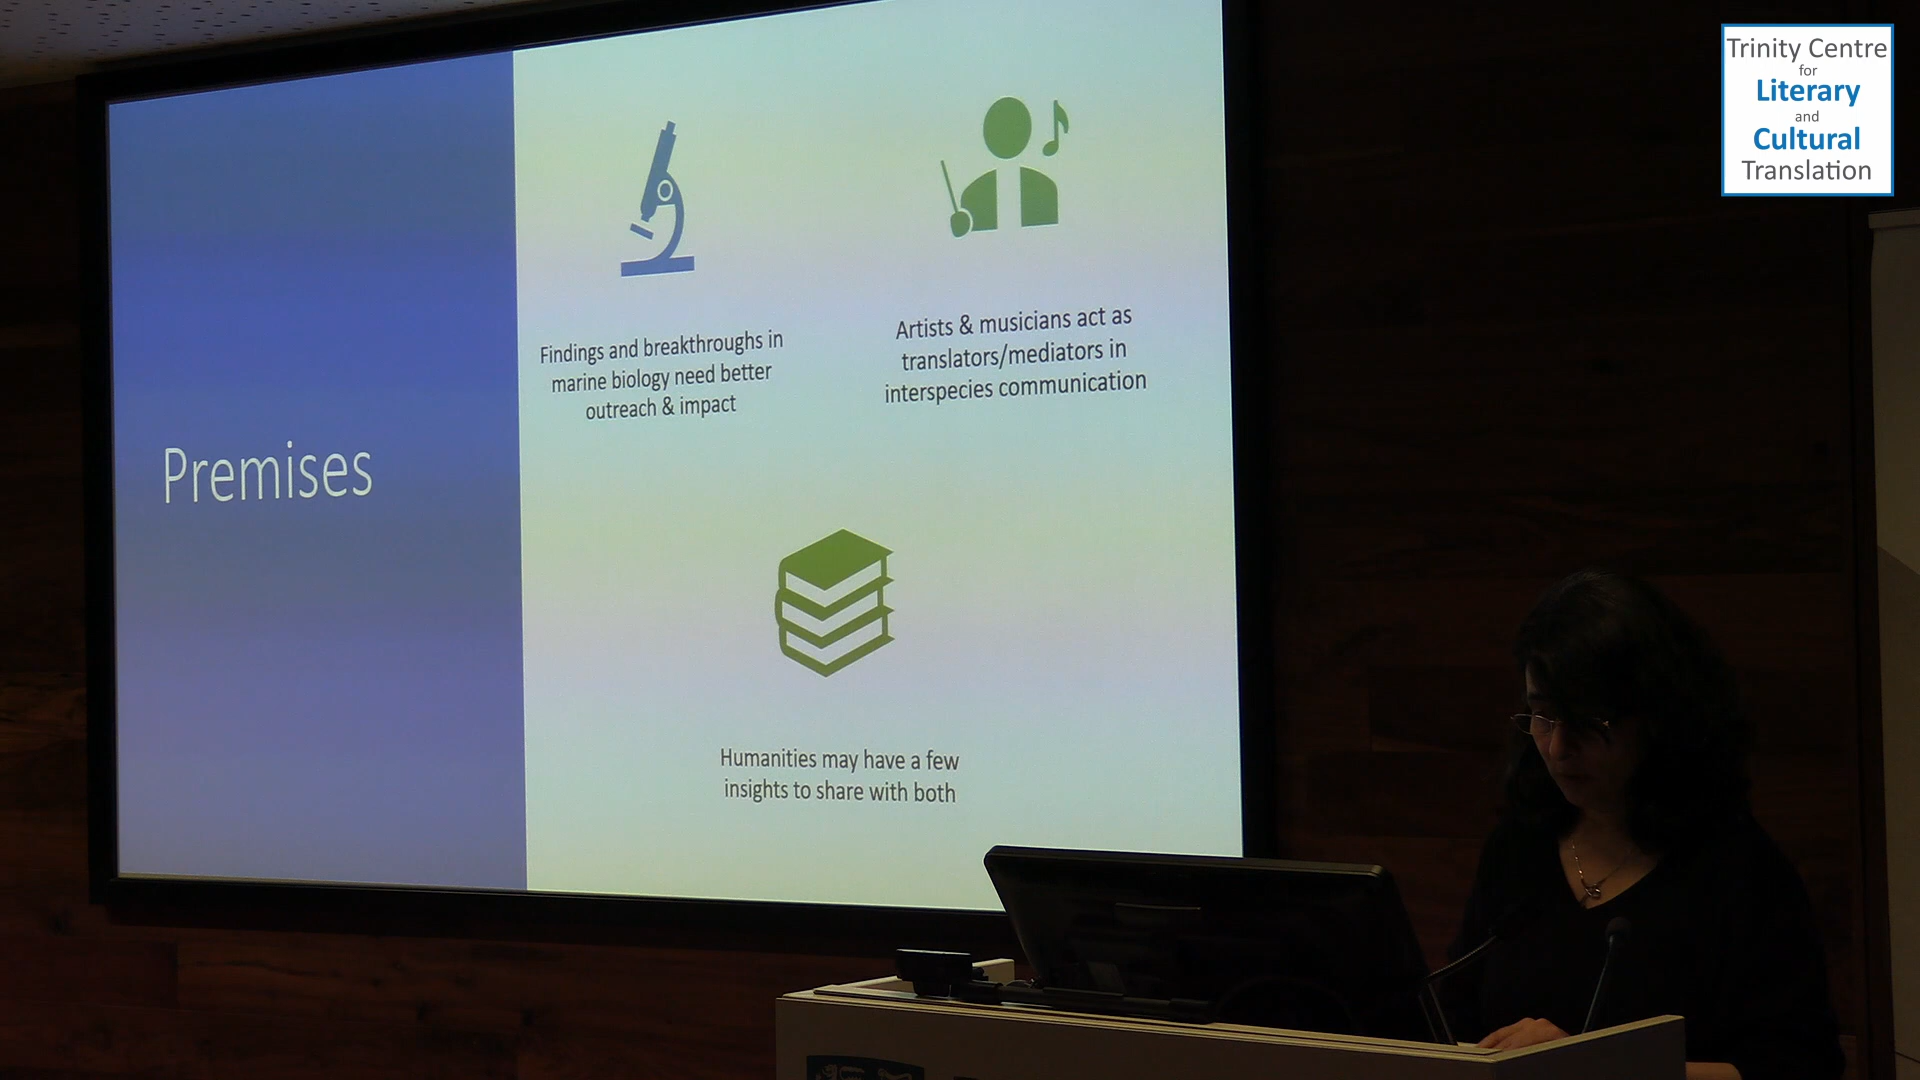 Trinity Centre
for
Literary
and
Cultural
Translation
Premises
Findings and breakthroughs in
marine biology need better
outreach & impact
Artists & musicians act as
translators/mediators in
interspecies communication
Humanities may have a few
insights to share with both